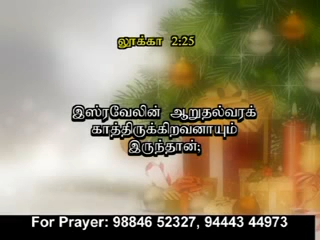 லூக்கா 2:25
இஸ்ரவேலின் ஆறுதல்வரக்
காத்திருக்கிறவனாயும்
இருந்தான்;
For Prayer: 98846 52327, 94443 44973